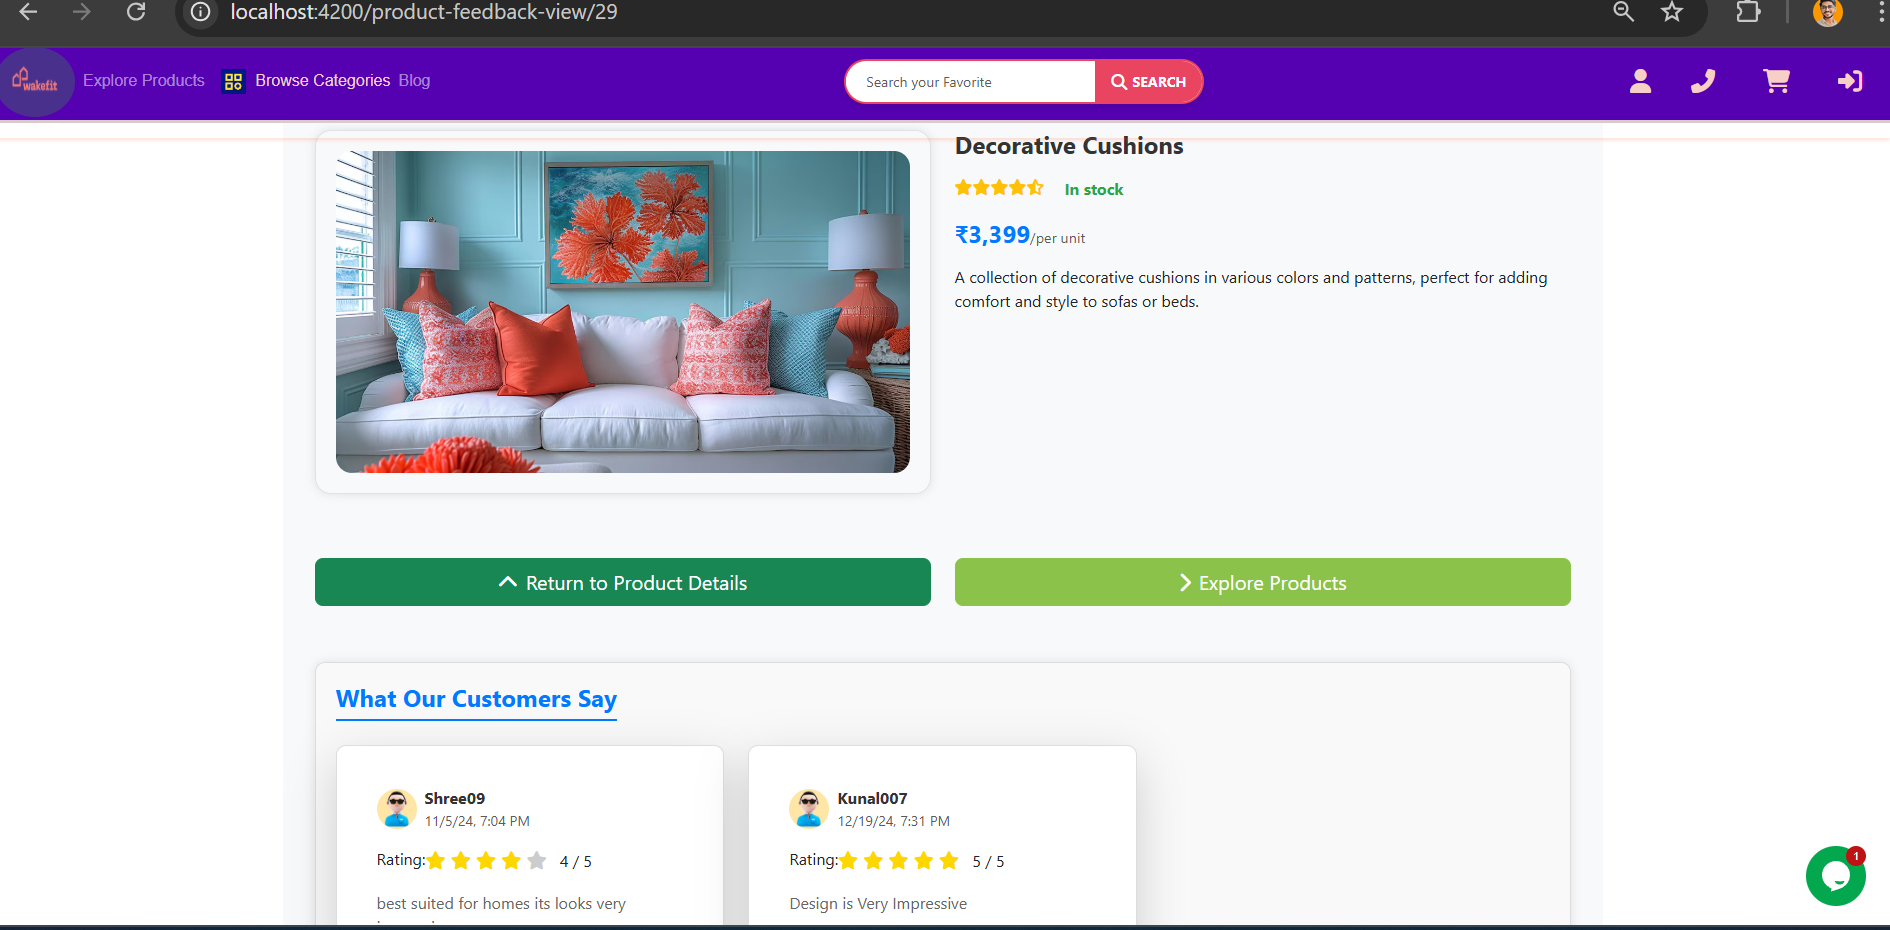 localhost:4200/product-feedback-view/29
wakefit
Explore Products
Browse Categories
Blog
Search your Favorite
SEARCH
Decorative Cushions
In stock
₹3,399/per unit
A collection of decorative cushions in various colors and patterns, perfect for adding
comfort and style to sofas or beds.
Return to Product Details
Explore Products
What Our Customers Say
Shree09
11/5/24, 7:04 PM
Rating: 4 / 5
best suited for homes its looks very
Kunal007
12/19/24, 7:31 PM
Rating: 5 / 5
Design is Very Impressive
1